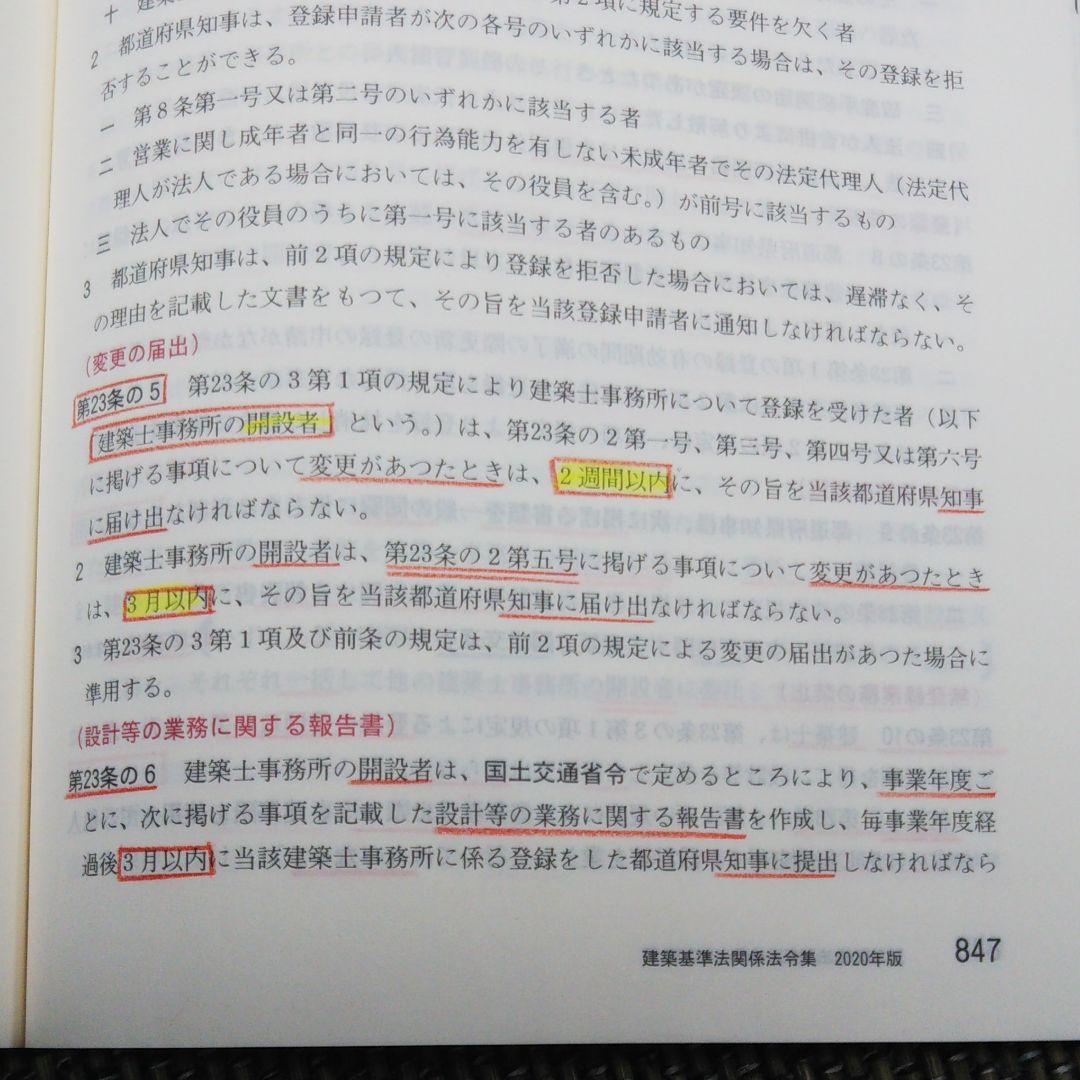 十　建築
2項に規定する要件を欠く者
2　都道府県知事は、登録申請者が次の各号のいずれかに該当する場合は、その登録を拒
否することができる。
一　第8条第一号又は第二号のいずれかに該当する者
二　営業に関し成年者と同一の行為能力を有しない未成年者でその法定代理人（法定代
理人が法人である場合においては、その役員を含む。）が前号に該当するもの
三　法人でその役員のうちに第一号に該当する者のあるもの
3　都道府県知事は、前2項の規定により登録を拒否した場合においては、遅滞なく、そ
の理由を記載した文書をもつて、その旨を当該登録申請者に通知しなければならない。
（変更の届出）
第23条の5　第23条の3第1項の規定により建築士事務所について登録を受けた者（以下
「建築士事務所の開設者」という。）は、第23条の2第一号、第三号、第四号又は第六号
に掲げる事項について変更があつたときは、2週間以内に、その旨を当該都道府県知事
に届け出なければならない。
2　建築士事務所の開設者は、第23条の2第五号に掲げる事項について変更があつたとき
は、3月以内に、その旨を当該都道府県知事に届け出なければならない。
3　第23条の3第1項及び前条の規定は、前2項の規定による変更の届出があつた場合に
準用する。
（設計等の業務に関する報告書）
第23条の6　建築士事務所の開設者は、国土交通省令で定めるところにより、事業年度ご
とに、次に掲げる事項を記載した設計等の業務に関する報告書を作成し、毎事業年度経
過後3月以内に当該建築士事務所に係る登録をした都道府県知事に提出しなければなら
建築基準法関係法令集　2020年版　847